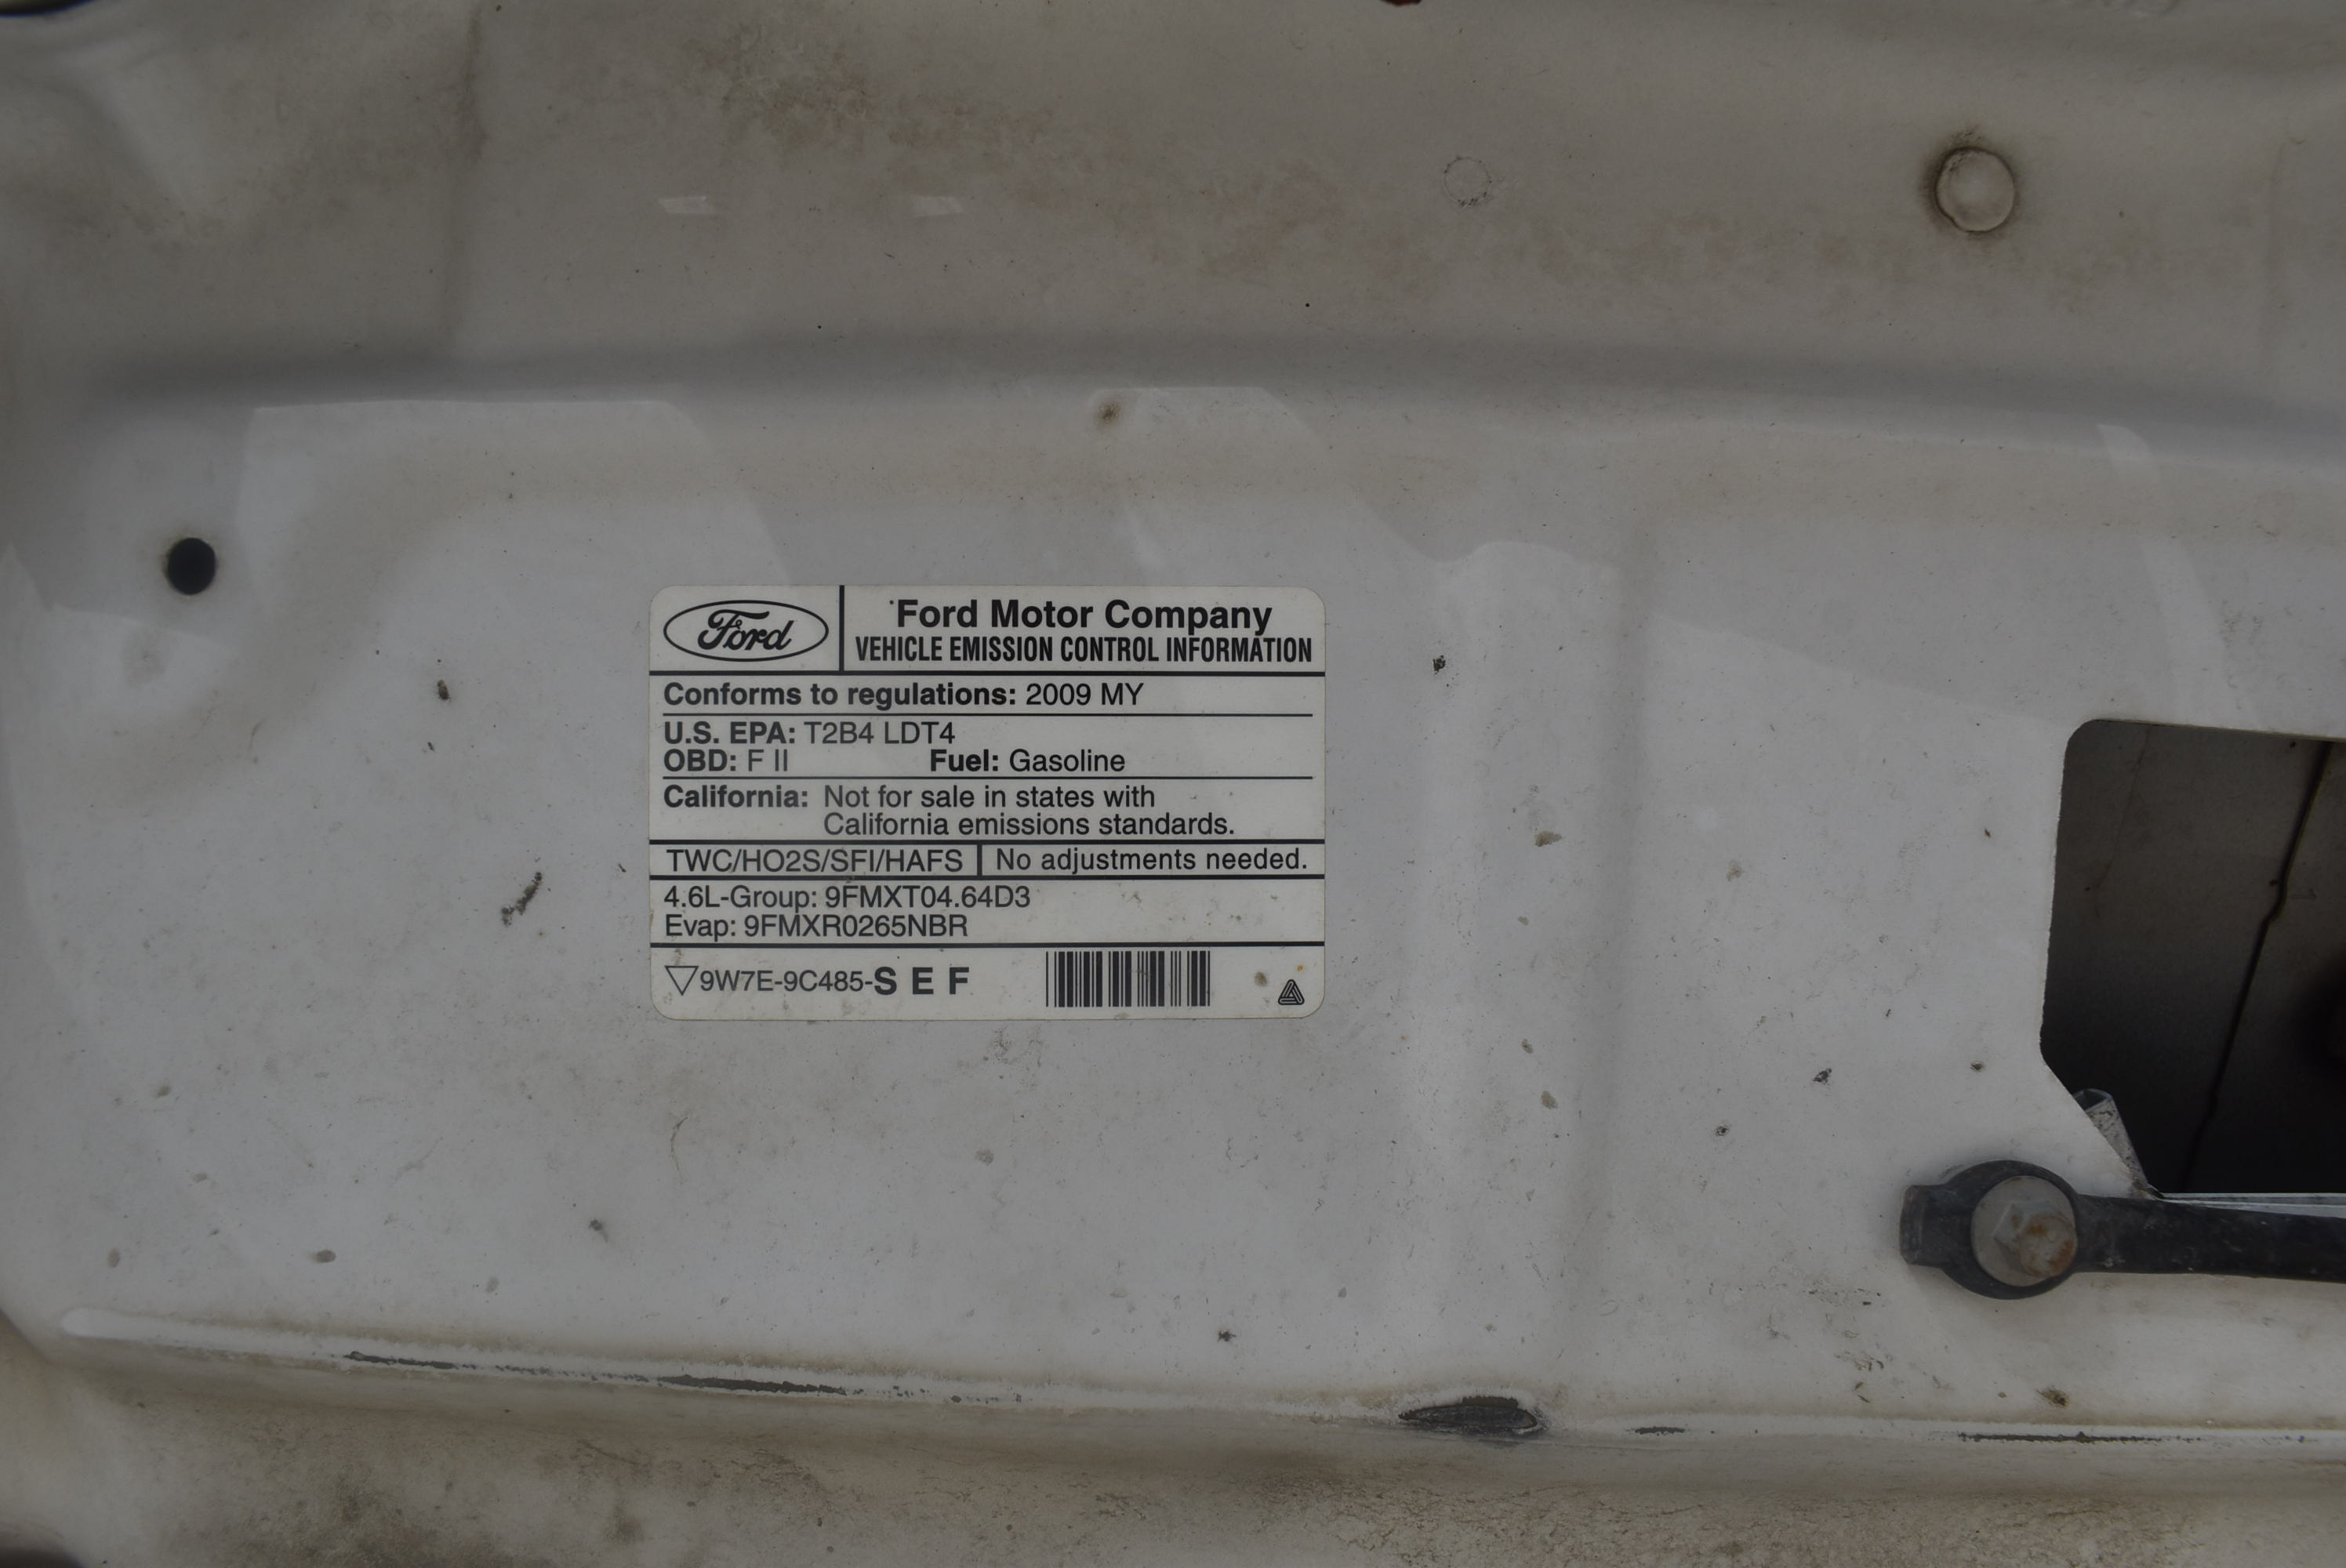 Ford
Ford Motor Company
VEHICLE EMISSION CONTROL INFORMATION
Conforms to regulations: 2009 MY
U.S. EPA: T2B4 LDT4
OBD: F II Fuel: Gasoline
California: Not for sale in states with
California emissions standards.
TWC/HO2S/SFI/HAFS No adjustments needed.
4.6L-Group: 9FMXT04.64D3
Evap: 9FMXR0265NBR
9W7E-9C485-S E F